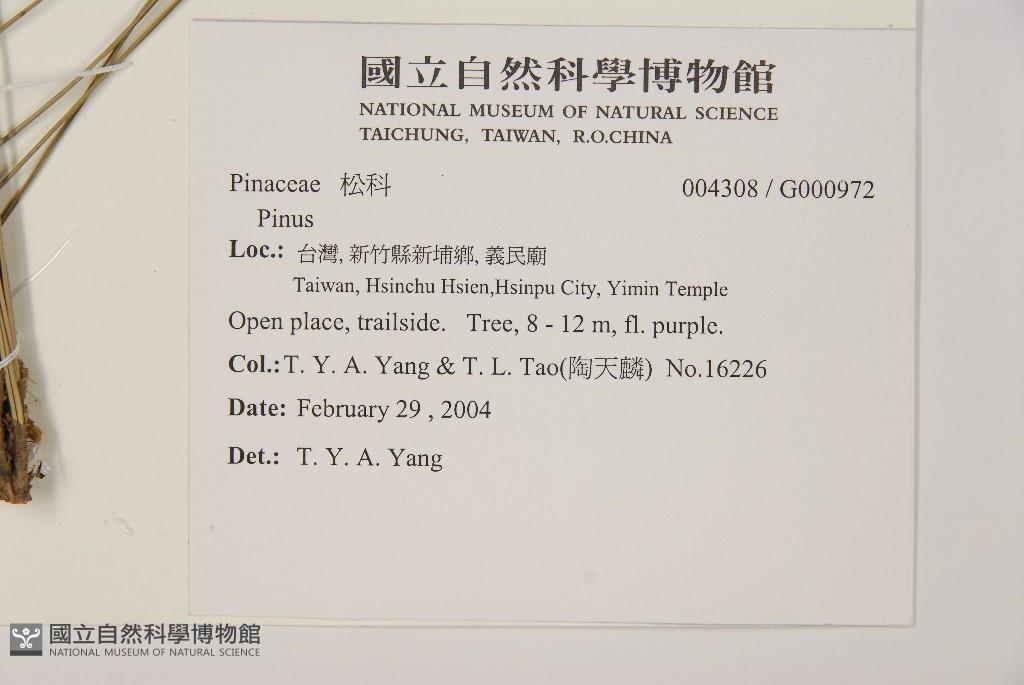 國立自然科學博物館
NATIONAL MUSEUM OF NATURAL SCIENCE
TAICHUNG, TAIWAN, R.O.CHINA
Pinaceae 松科 004308 / G000972
Pinus
Loc.: 台灣, 新竹縣新埔鄉, 義民廟
Taiwan, Hsinchu Hsien,Hsinpu City, Yimin Temple
Open place, trailside. Tree, 8 - 12 m, fl. purple.
Col.: T. Y. A. Yang & T. L. Tao(陶天麟) No.16226
Date: February 29 , 2004
Det.: T. Y. A. Yang
國立自然科學博物館
NATIONAL MUSEUM OF NATURAL SCIENCE